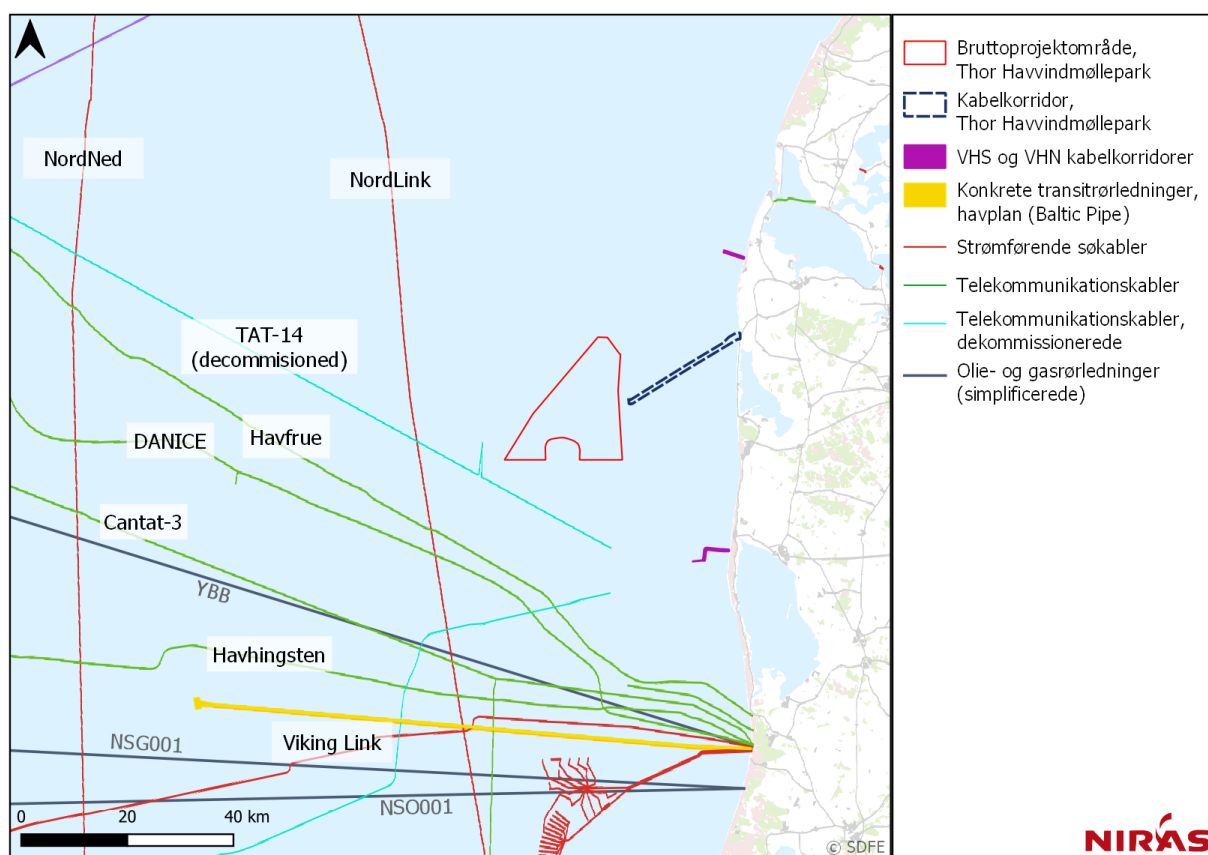 NordNed
NordLink
TAT-14
(decommisioned)
Havfrue
DANICE
Cantat-3
YBB
Havhingsten
Viking Link
NSG001
NSO001
0
20
40 km
© SDFE
Bruttoprojektområde,
Thor Havvindmøllepark
Kabelkorridor,
Thor Havvindmøllepark
VHS og VHN kabelkorridorer
Konkrete transitrørledninger,
havplan (Baltic Pipe)
Strømførende søkabler
Telekommunikationskabler
Telekommunikationskabler,
dekommissionerede
Olie- og gasrørledninger
(simplificerede)
NIRAS